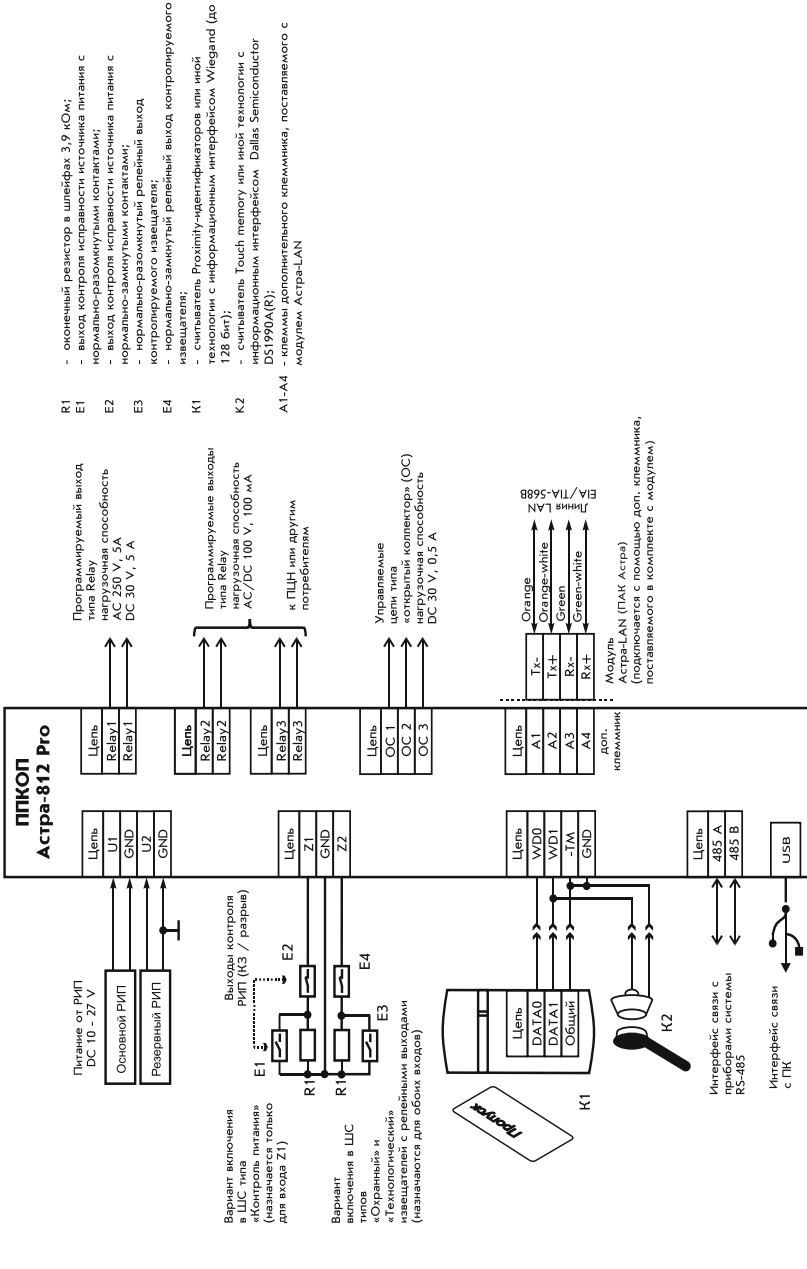 ППКОП
Астра-812 Pro
Питание от РИП
DC 10 - 27 V
Основной РИП
Резервный РИП
Цепь
U1
GND
U2
GND
Цепь
Relay1
Relay1
Программируемый выход
типа Relay
нагрузочная способность
AC 250 V, 5A
DC 30 V, 5 A
Цепь
Relay2
Relay2
Цепь
Relay3
Relay3
Программируемые выходы
типа Relay
нагрузочная способность
AC/DC 100 V, 100 мА
к ПЦН или другим
потребителям
Вариант включения
в ШС типа
«Контроль питания»
(назначается только
для входа Z1)
Выходы контроля
РИП (КЗ / разрыв)
E1
E2
R1
R1
E3
E4
Цепь
Z1
GND
Z2
Вариант
включения в ШС
типов
«Охранный» и
«Технологический»
извещателей с релейными выходами
(назначаются для обоих входов)
Цепь
OC 1
OC 2
OC 3
Управляемые
цепи типа
«открытый коллектор» (ОС)
нагрузочная способность
DC 30 V, 0,5 A
Пропуск
K1
Цепь
DATA0
DATA1
Общий
K2
Цепь
WD0
WD1
-TM
GND
Цепь
A1
A2
A3
A4
доп.
клеммник
Tx-
Tx+
Rx-
Rx+
Orange
Orange-white
Green
Green-white
Линия LAN
EIA/TIA-568B
Модуль
Астра-LAN (ПАК Астра)
(подключается с помощью доп. клеммника,
поставляемого в комплекте с модулем)
Интерфейс связи с
приборами системы
RS-485
Цепь
485 A
485 B
Интерфейс связи
с ПК
USB
R1 - оконечный резистор в шлейфах 3,9 кОм;
E1 - выход контроля исправности источника питания с
нормально-разомкнутыми контактами;
E2 - выход контроля исправности источника питания с
нормально-замкнутыми контактами;
E3 - нормально-разомкнутый релейный выход
контролируемого извещателя;
E4 - нормально-замкнутый релейный выход контролируемого
извещателя;
K1 - считыватель Proximity-идентификаторов или иной
технологии с информационным интерфейсом Wiegand (до
128 бит);
K2 - считыватель Touch memory или иной технологии с
информационным интерфейсом Dallas Semiconductor
DS1990A(R);
A1-A4 - клеммы дополнительного клеммника, поставляемого с
модулем Астра-LAN